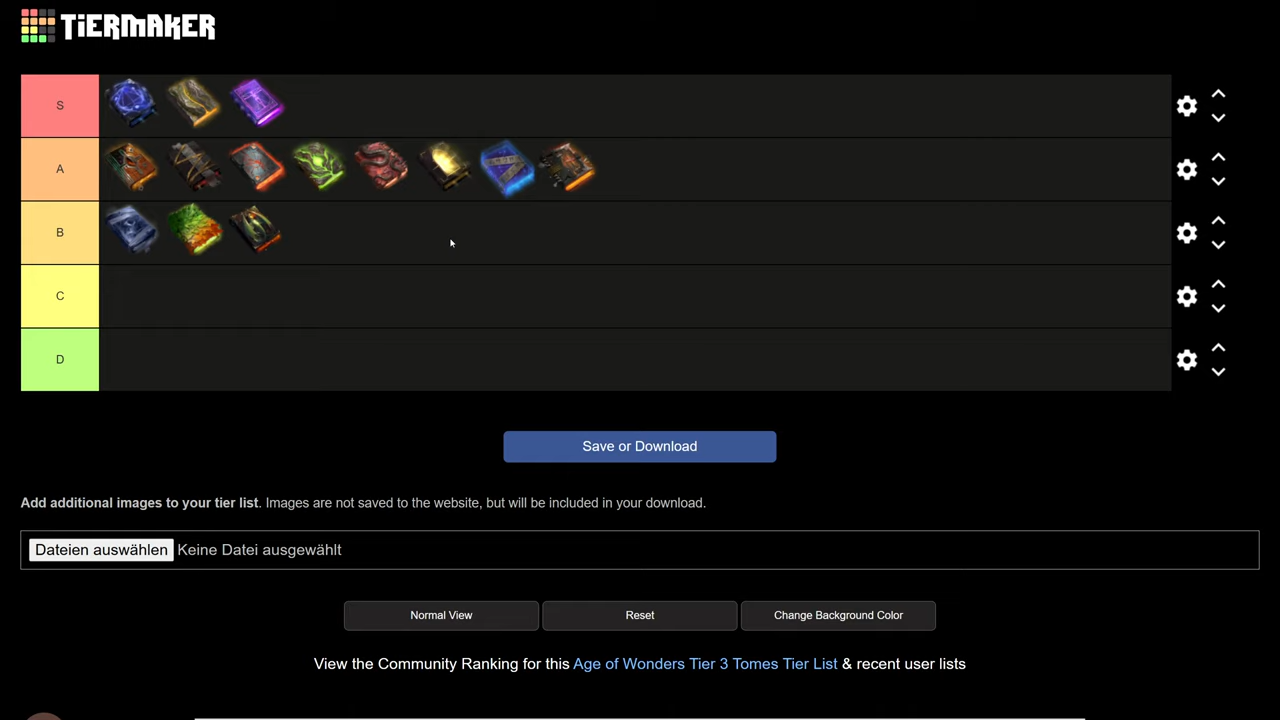 TiERMAKER
S
A
B
C
D
Save or Download
Add additional images to your tier list. Images are not saved to the website, but will be included in your download.
Dateien auswählen Keine Datei ausgewählt
Normal View
Reset
Change Background Color
View the Community Ranking for this Age of Wonders Tier 3 Tomes Tier List & recent user lists